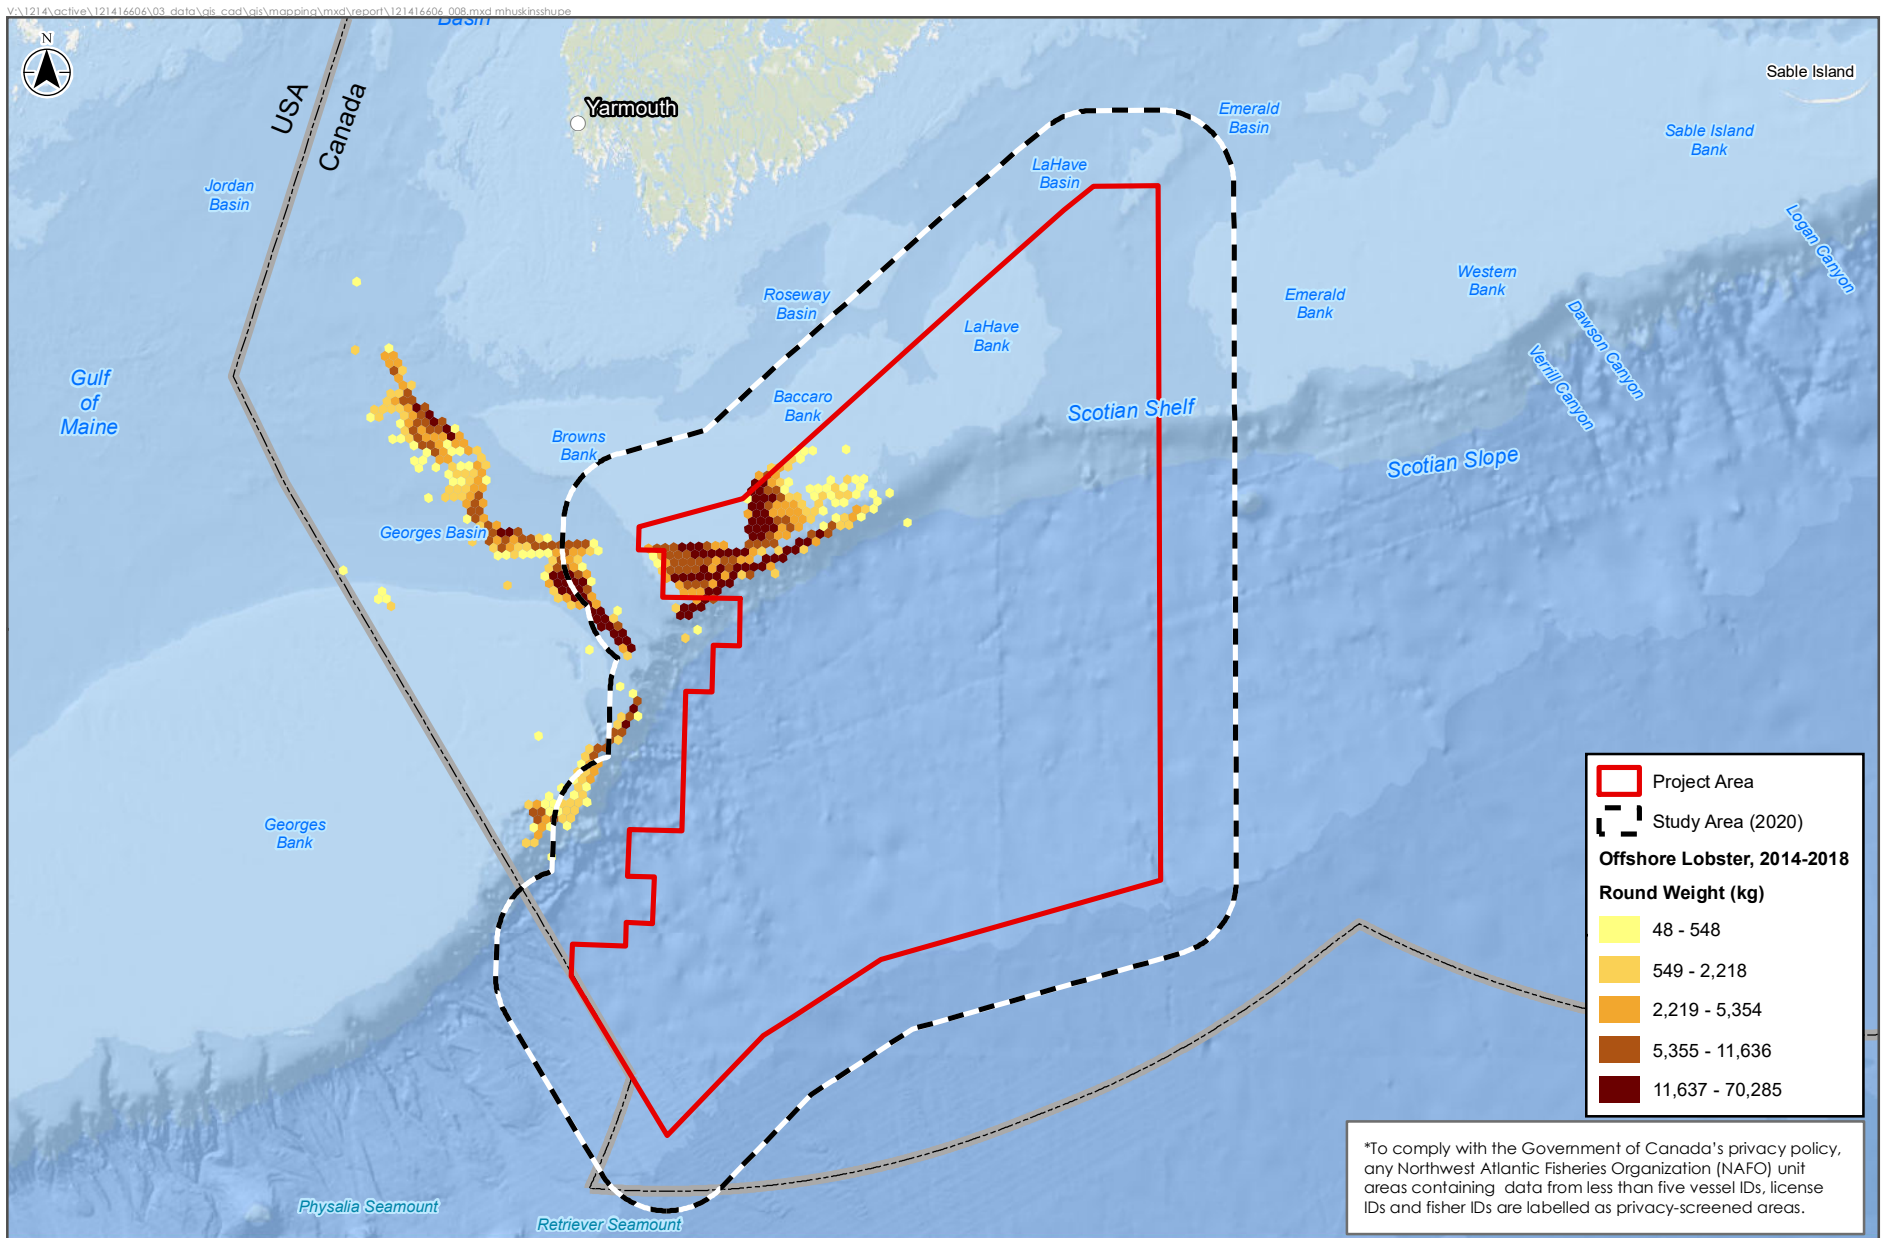 V:\1214\active\121416606\03_data\gis_cad\gis\mapping\mxd\report\121416606_008.mxd mhuskinsshupe
Basin
N
Sable Island
USA
Canada
Yarmouth
Emerald
Basin
Sable Island
Bank
LaHave
Basin
Jordan
Basin
Logan Canyon
Western
Bank
Roseway
Basin
Emerald
Bank
LaHave
Bank
Dawson Canyon
Verrill Canyon
Gulf
of
Maine
Baccaro
Bank
Scotian Shelf
Browns
Bank
Scotian Slope
Georges Basin
Georges
Bank
Physalia Seamount
Retriever Seamount
Project Area
Study Area (2020)
Offshore Lobster, 2014-2018
Round Weight (kg)
48 - 548
549 - 2,218
2,219 - 5,354
5,355 - 11,636
11,637 - 70,285
*To comply with the Government of Canada's privacy policy,
any Northwest Atlantic Fisheries Organization (NAFO) unit
areas containing data from less than five vessel IDs, license
IDs and fisher IDs are labelled as privacy-screened areas.